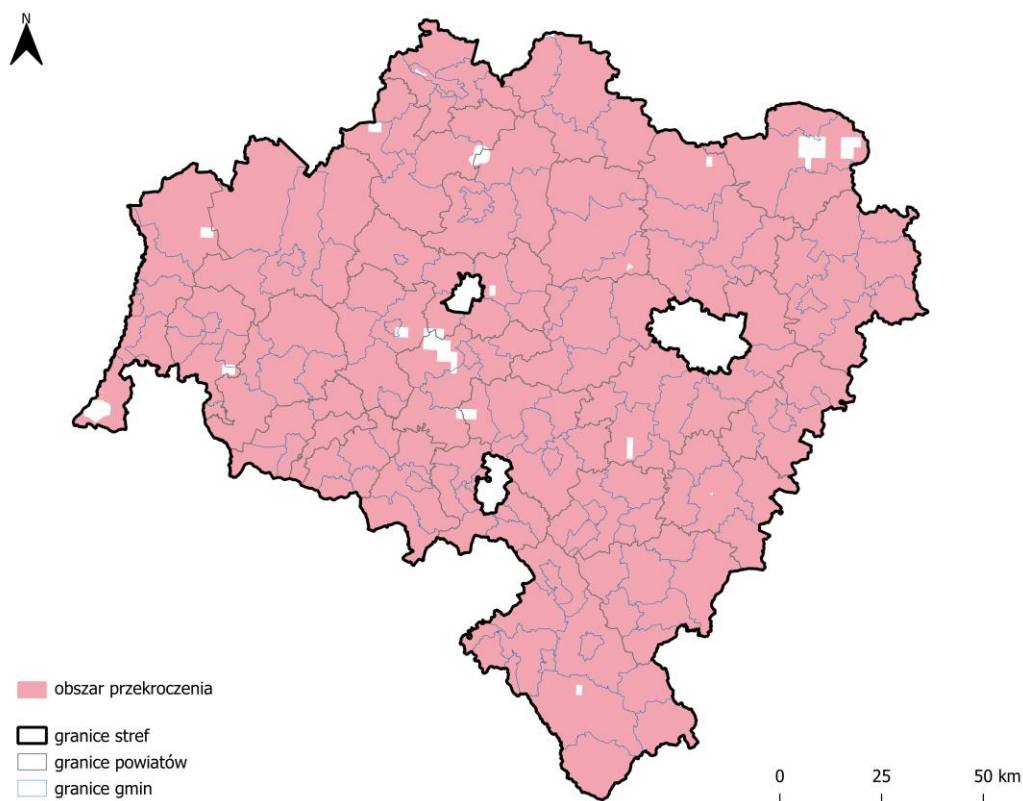 N
obszar przekroczenia
granice stref
granice powiatów
granice gmin
0 25 50 km